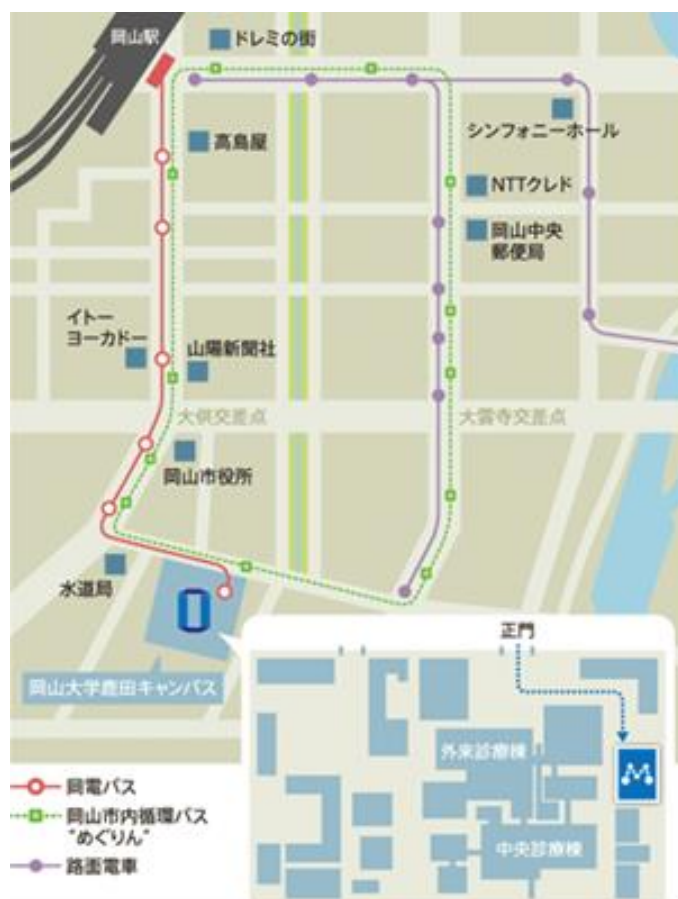 岡山駅
ドレミの街
シンフォニーホール
高島屋
NTTクレド
岡山中央
郵便局
イトー
ヨーカドー
山陽新聞社
大供交差点
大雲寺交差点
岡山市役所
水道局
岡山大学鹿田キャンパス
正門
外来診療棟
中央診療棟
岡電バス
岡山市内循環バス
“めぐりん”
路面電車